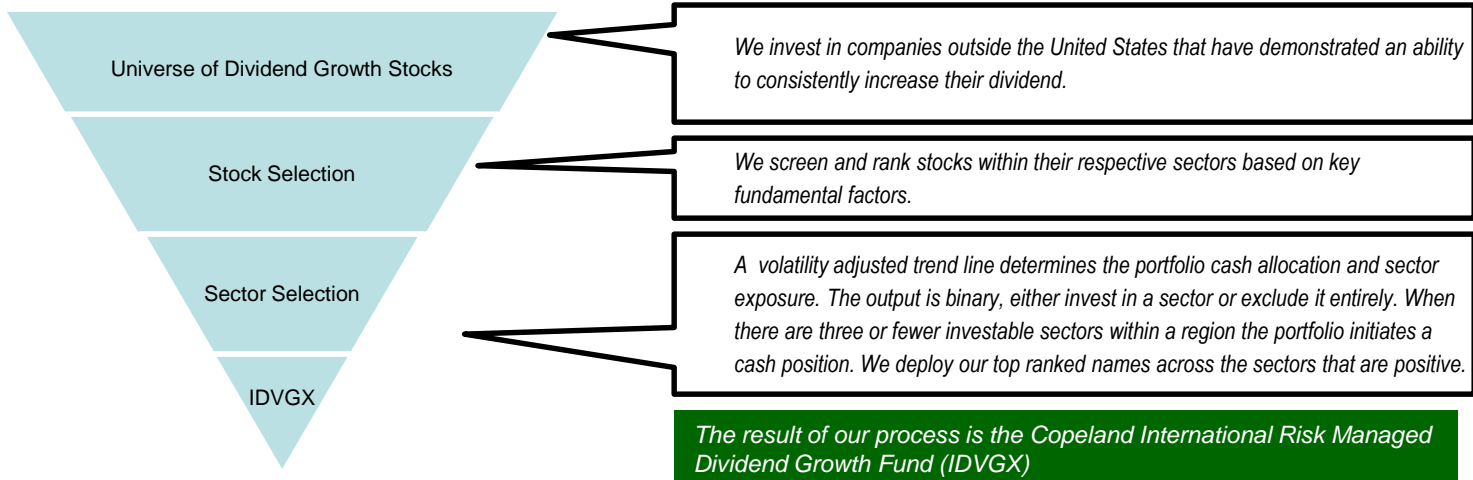 Universe of Dividend Growth Stocks
We invest in companies outside the United States that have demonstrated an ability
to consistently increase their dividend.
Stock Selection
We screen and rank stocks within their respective sectors based on key
fundamental factors.
Sector Selection
A volatility adjusted trend line determines the portfolio cash allocation and sector
exposure. The output is binary, either invest in a sector or exclude it entirely. When
there are three or fewer investable sectors within a region the portfolio initiates a
cash position. We deploy our top ranked names across the sectors that are positive.
IDVGX
The result of our process is the Copeland International Risk Managed
Dividend Growth Fund (IDVGX)